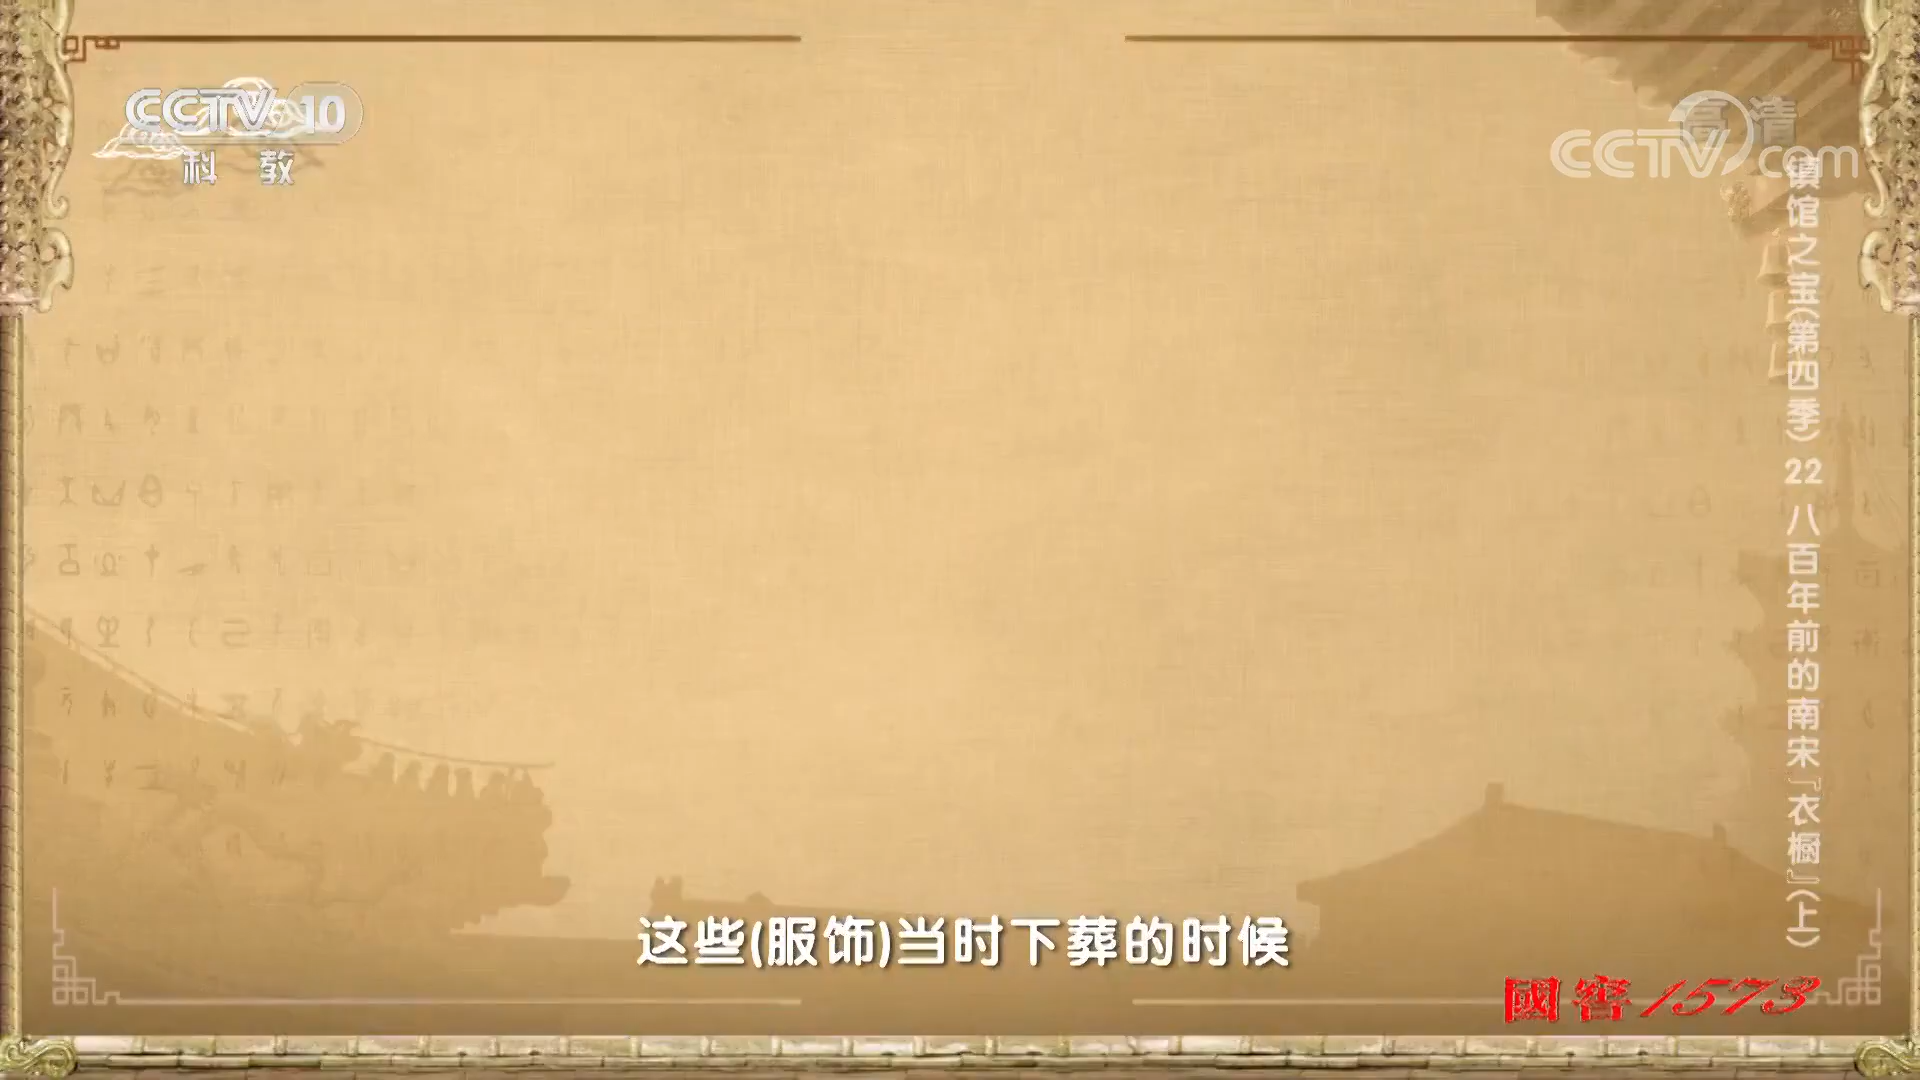 CCTV 10
科 教
高清
CCTV.com
镇馆之宝(第四季) 22 八百年前的南宋『衣橱』(上)
这些(服饰)当时下葬的时候
國窖1573